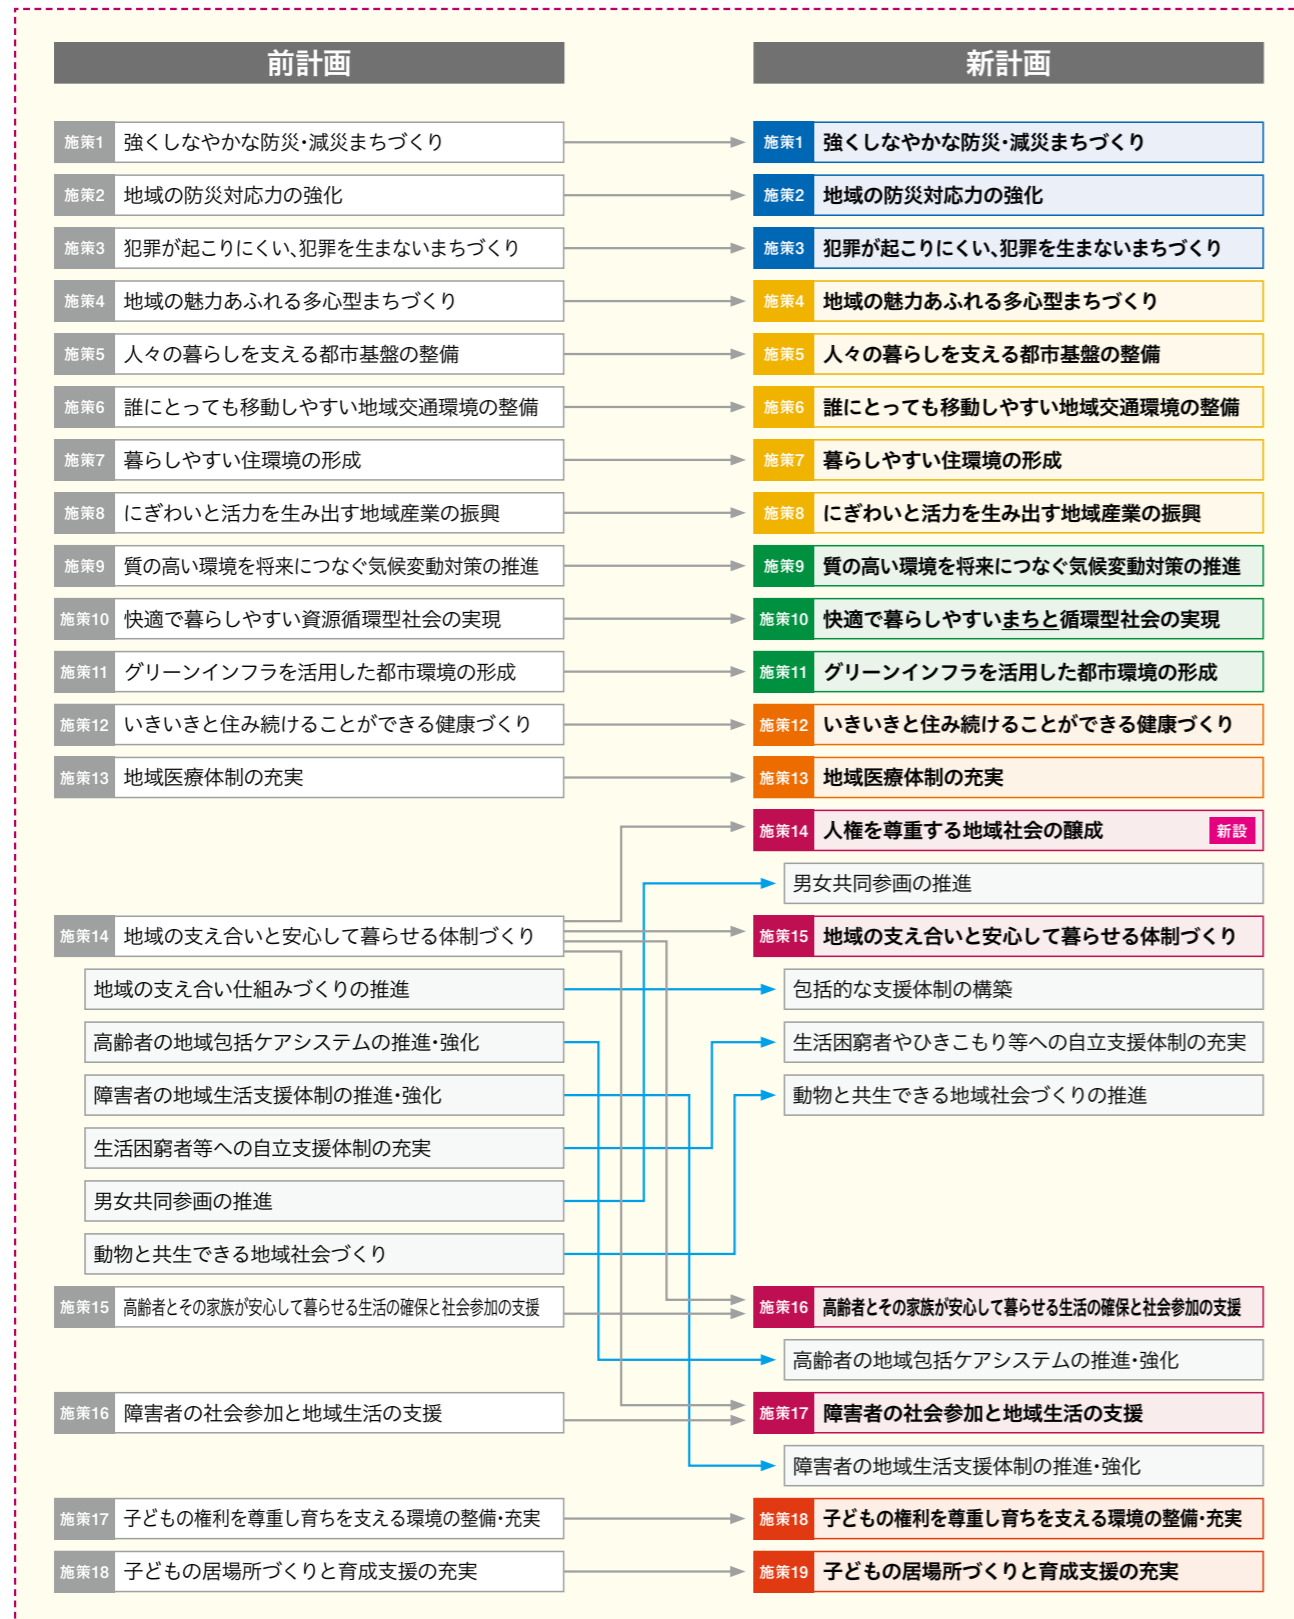 前計画
施策1 強くしなやかな防災・減災まちづくり
施策2 地域の防災対応力の強化
施策3 犯罪が起こりにくい、犯罪を生まないまちづくり
施策4 地域の魅力あふれる多心型まちづくり
施策5 人々の暮らしを支える都市基盤の整備
施策6 誰にとっても移動しやすい地域交通環境の整備
施策7 暮らしやすい住環境の形成
施策8 にぎわいと活力を生み出す地域産業の振興
施策9 質の高い環境を将来につなぐ気候変動対策の推進
施策10 快適で暮らしやすい資源循環型社会の実現
施策11 グリーンインフラを活用した都市環境の形成
施策12 いきいきと住み続けることができる健康づくり
施策13 地域医療体制の充実
施策14 地域の支え合いと安心して暮らせる体制づくり
地域の支え合い仕組みづくりの推進
高齢者の地域包括ケアシステムの推進・強化
障害者の地域生活支援体制の推進・強化
生活困窮者等への自立支援体制の充実
男女共同参画の推進
動物と共生できる地域社会づくり
施策15 高齢者とその家族が安心して暮らせる生活の確保と社会参加の支援
施策16 障害者の社会参加と地域生活の支援
施策17 子どもの権利を尊重し育ちを支える環境の整備・充実
施策18 子どもの居場所づくりと育成支援の充実
新計画
施策1 強くしなやかな防災・減災まちづくり
施策2 地域の防災対応力の強化
施策3 犯罪が起こりにくい、犯罪を生まないまちづくり
施策4 地域の魅力あふれる多心型まちづくり
施策5 人々の暮らしを支える都市基盤の整備
施策6 誰にとっても移動しやすい地域交通環境の整備
施策7 暮らしやすい住環境の形成
施策8 にぎわいと活力を生み出す地域産業の振興
施策9 質の高い環境を将来につなぐ気候変動対策の推進
施策10 快適で暮らしやすいまちと循環型社会の実現
施策11 グリーンインフラを活用した都市環境の形成
施策12 いきいきと住み続けることができる健康づくり
施策13 地域医療体制の充実
施策14 人権を尊重する地域社会の醸成 新設
男女共同参画の推進
施策15 地域の支え合いと安心して暮らせる体制づくり
包括的な支援体制の構築
生活困窮者やひきこもり等への自立支援体制の充実
動物と共生できる地域社会づくりの推進
施策16 高齢者とその家族が安心して暮らせる生活の確保と社会参加の支援
高齢者の地域包括ケアシステムの推進・強化
施策17 障害者の社会参加と地域生活の支援
障害者の地域生活支援体制の推進・強化
施策18 子どもの権利を尊重し育ちを支える環境の整備・充実
施策19 子どもの居場所づくりと育成支援の充実